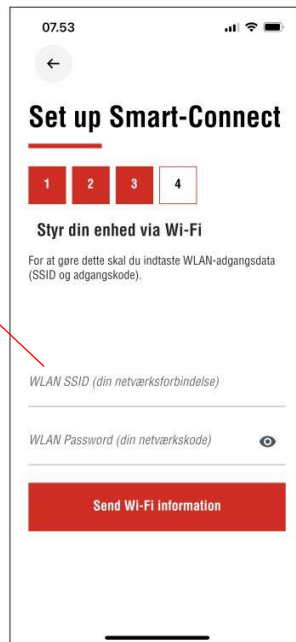 07.53
Set up Smart-Connect
1 2 3 4
Styr din enhed via Wi-Fi
For at gøre dette skal du indtaste WLAN-adgangsdata
(SSID og adgangskode).
WLAN SSID (din netværksforbindelse)
WLAN Password (din netværkskode)
Send Wi-Fi information